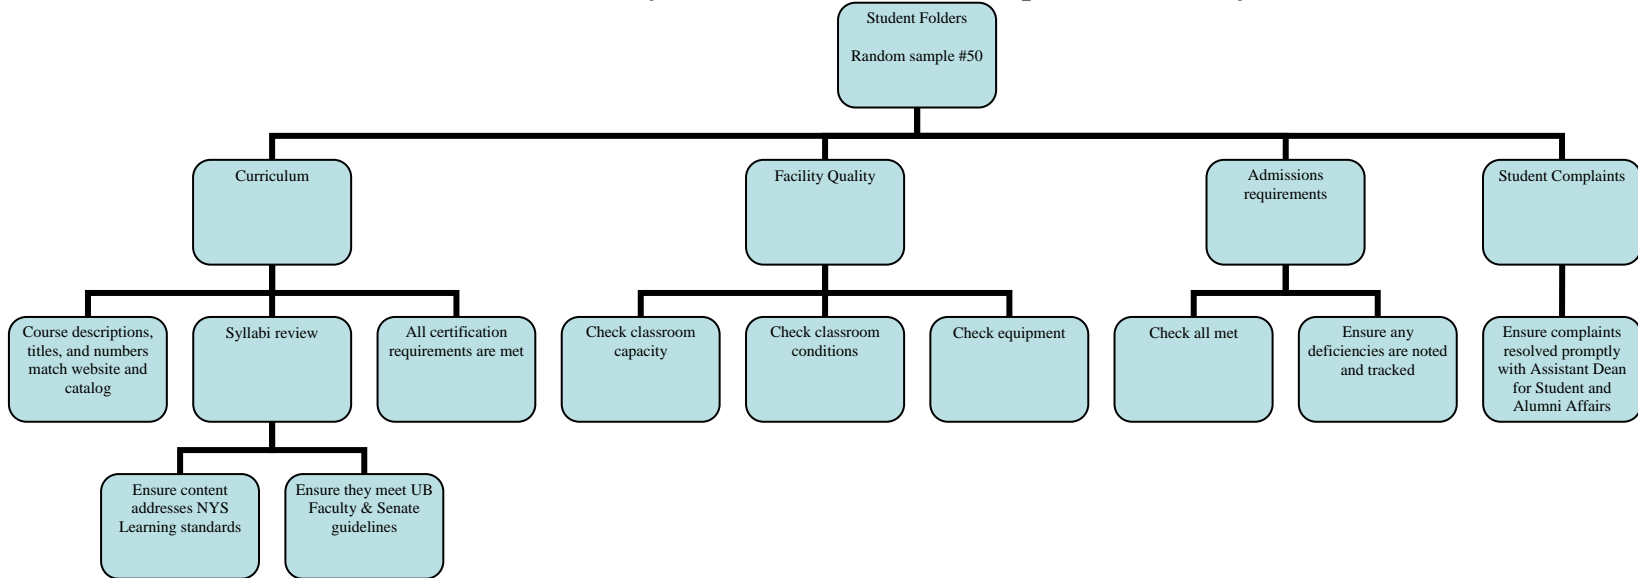 Student Folders
Random sample #50
Curriculum
Facility Quality
Admissions
requirements
Student Complaints
Course descriptions,
titles, and numbers
match website and
catalog
Syllabi review
All certification
requirements are met
Check classroom
capacity
Check classroom
conditions
Check equipment
Check all met
Ensure any
deficiencies are noted
and tracked
Ensure complaints
resolved promptly
with Assistant Dean
for Student and
Alumni Affairs
Ensure content
addresses NYS
Learning standards
Ensure they meet UB
Faculty & Senate
guidelines